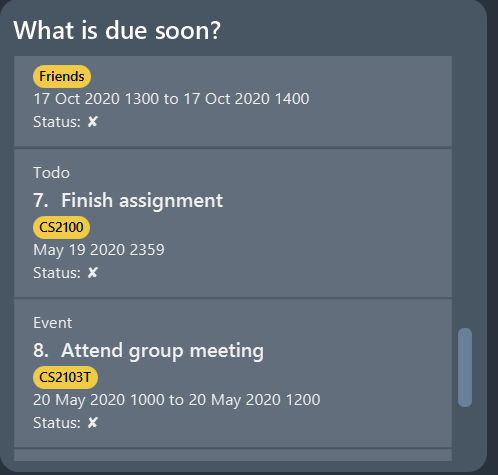 What is due soon?
Friends
17 Oct 2020 1300 to 17 Oct 2020 1400
Status: ✘
Todo
7. Finish assignment
CS2100
May 19 2020 2359
Status: ✘
Event
8. Attend group meeting
CS2103T
20 May 2020 1000 to 20 May 2020 1200
Status: ✘